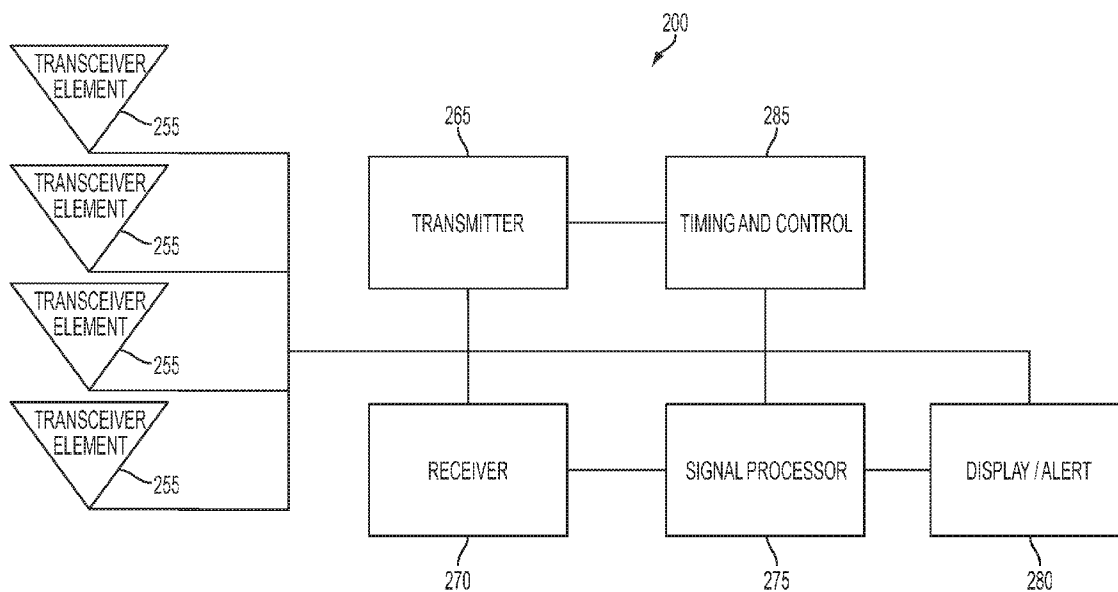 200
TRANSCEIVER
ELEMENT
255
TRANSCEIVER
ELEMENT
255
TRANSCEIVER
ELEMENT
255
TRANSCEIVER
ELEMENT
255
265
285
TRANSMITTER
TIMING AND CONTROL
RECEIVER
SIGNAL PROCESSOR
DISPLAY / ALERT
270
275
280